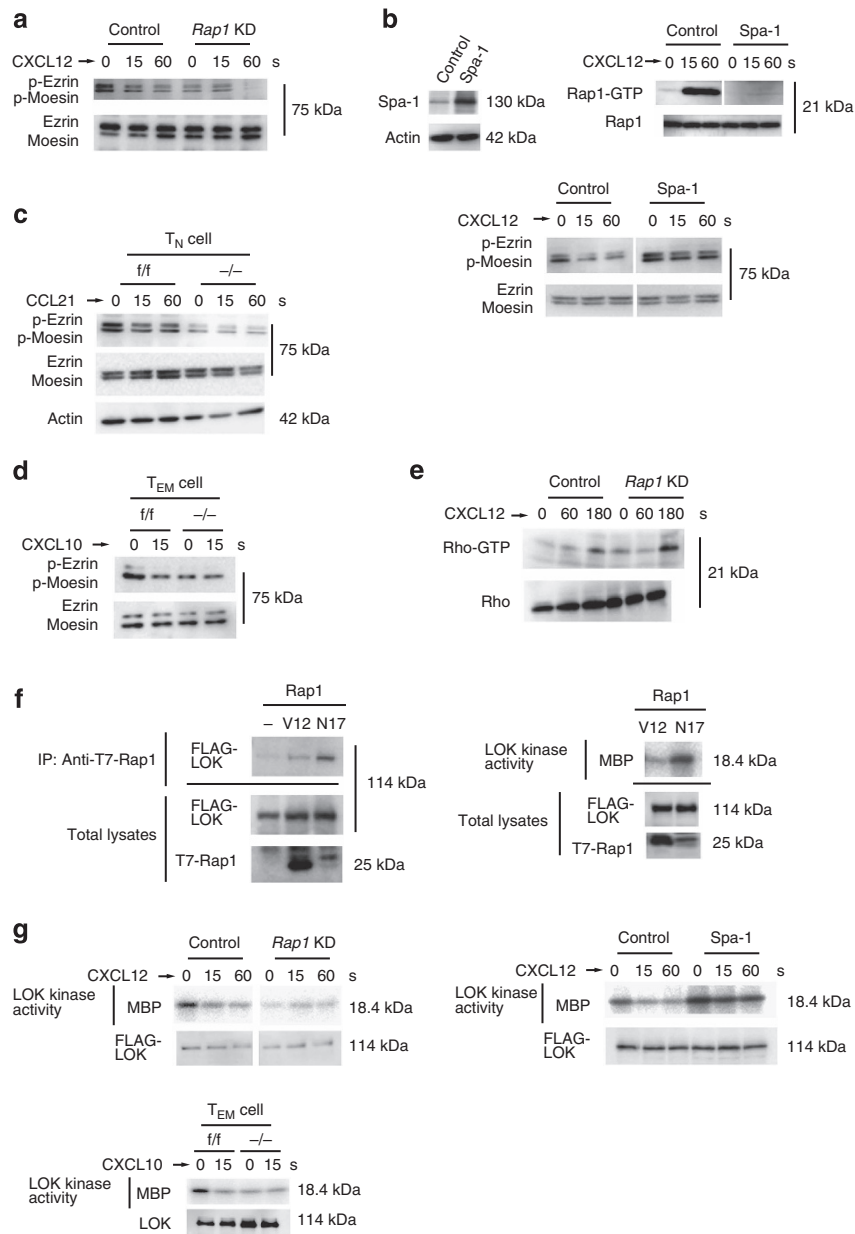 a
Control Rap1 KD
CXCL12 → 0 15 60 0 15 60 s
p-Ezrin
p-Moesin
75 kDa
Ezrin
Moesin
b
Control
Spa-1
Spa-1 130 kDa
Actin 42 kDa
Control Spa-1
CXCL12 → 0 15 60 0 15 60 s
Rap1-GTP
21 kDa
Rap1
Control Spa-1
CXCL12 → 0 15 60 0 15 60 s
p-Ezrin
p-Moesin
75 kDa
Ezrin
Moesin
c
TN cell
f/f –/–
CCL21 → 0 15 60 0 15 60 s
p-Ezrin
p-Moesin
75 kDa
Ezrin
Moesin
Actin 42 kDa
d
TEM cell
f/f –/–
CXCL10 → 0 15 0 15 s
p-Ezrin
p-Moesin
75 kDa
Ezrin
Moesin
e
Control Rap1 KD
CXCL12 → 0 60 180 0 60 180 s
Rho-GTP
21 kDa
Rho
f
Rap1
– V12 N17
IP: Anti-T7-Rap1
FLAG-
LOK
114 kDa
Total lysates
FLAG-
LOK
T7-Rap1 25 kDa
Rap1
V12 N17
LOK kinase
activity
MBP 18.4 kDa
Total lysates
FLAG-
LOK
114 kDa
T7-Rap1 25 kDa
g
Control Rap1 KD
CXCL12 → 0 15 60 0 15 60 s
LOK kinase
activity
MBP 18.4 kDa
FLAG-
LOK
114 kDa
Control Spa-1
CXCL12 → 0 15 60 0 15 60 s
LOK kinase
activity
MBP 18.4 kDa
FLAG-
LOK
114 kDa
TEM cell
f/f –/–
CXCL10 → 0 15 0 15 s
LOK kinase
activity
MBP 18.4 kDa
LOK 114 kDa